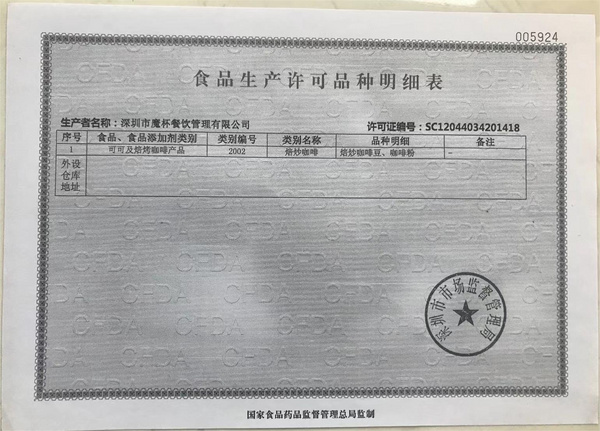 005924
食品生产许可品种明细表
生产者名称：深圳市鹰杯餐饮管理有限公司 许可证编号：SC12044034201418
序号 食品、食品添加剂类别 类别编号 类别名称 品种明细 备注
1 可可及焙烤咖啡产品 2002 焙炒咖啡 焙炒咖啡豆、咖啡粉 -
外设
仓库
地址
CFDA
深圳市市场监督管理局
国家食品药品监督管理总局监制